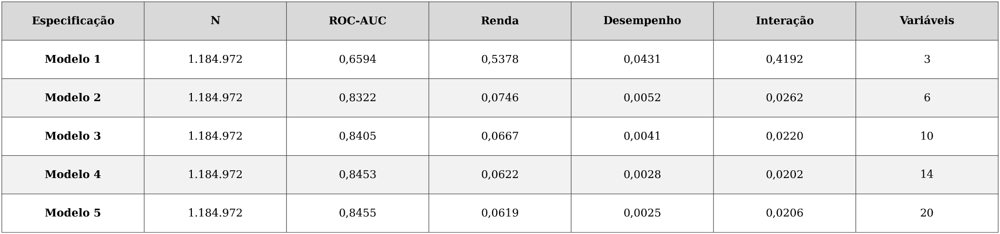 Especificação N ROC-AUC Renda Desempenho Interação Variáveis
Modelo 1 1.184.972 0,6594 0,5378 0,0431 0,4192 3
Modelo 2 1.184.972 0,8322 0,0746 0,0052 0,0262 6
Modelo 3 1.184.972 0,8405 0,0667 0,0041 0,0220 10
Modelo 4 1.184.972 0,8453 0,0622 0,0028 0,0202 14
Modelo 5 1.184.972 0,8455 0,0619 0,0025 0,0206 20